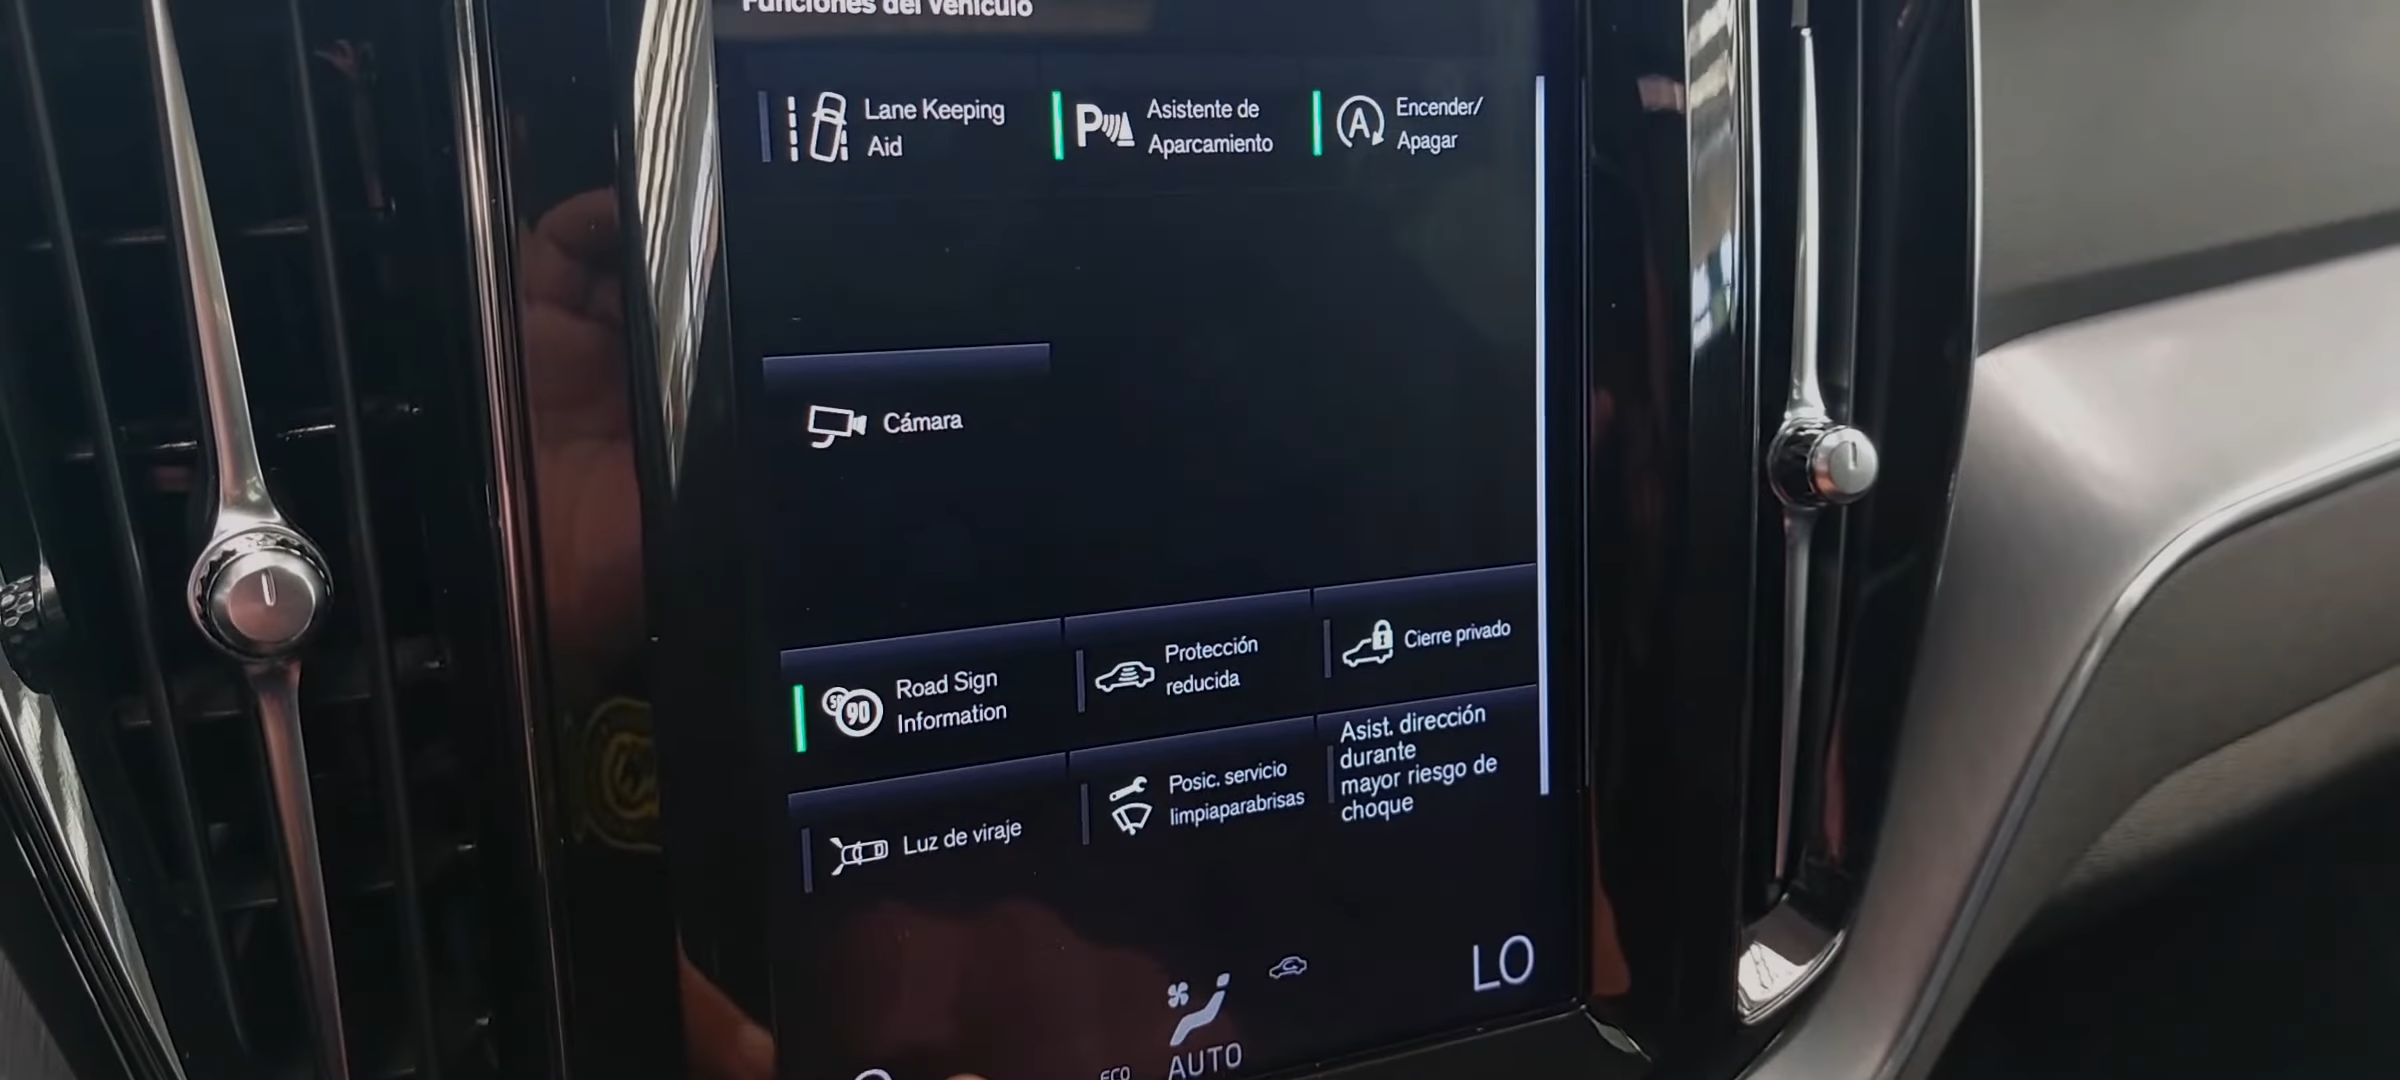 Funciones del vehículo
Lane Keeping
Aid
Asistente de
Aparcamiento
Encender/
Apagar
Cámara
Road Sign
Information
90
Protección
reducida
Cierre privado
Luz de viraje
Posic. servicio
limpiaparabrisas
Asist. dirección
durante
mayor riesgo de
choque
LO
ECO
AUTO